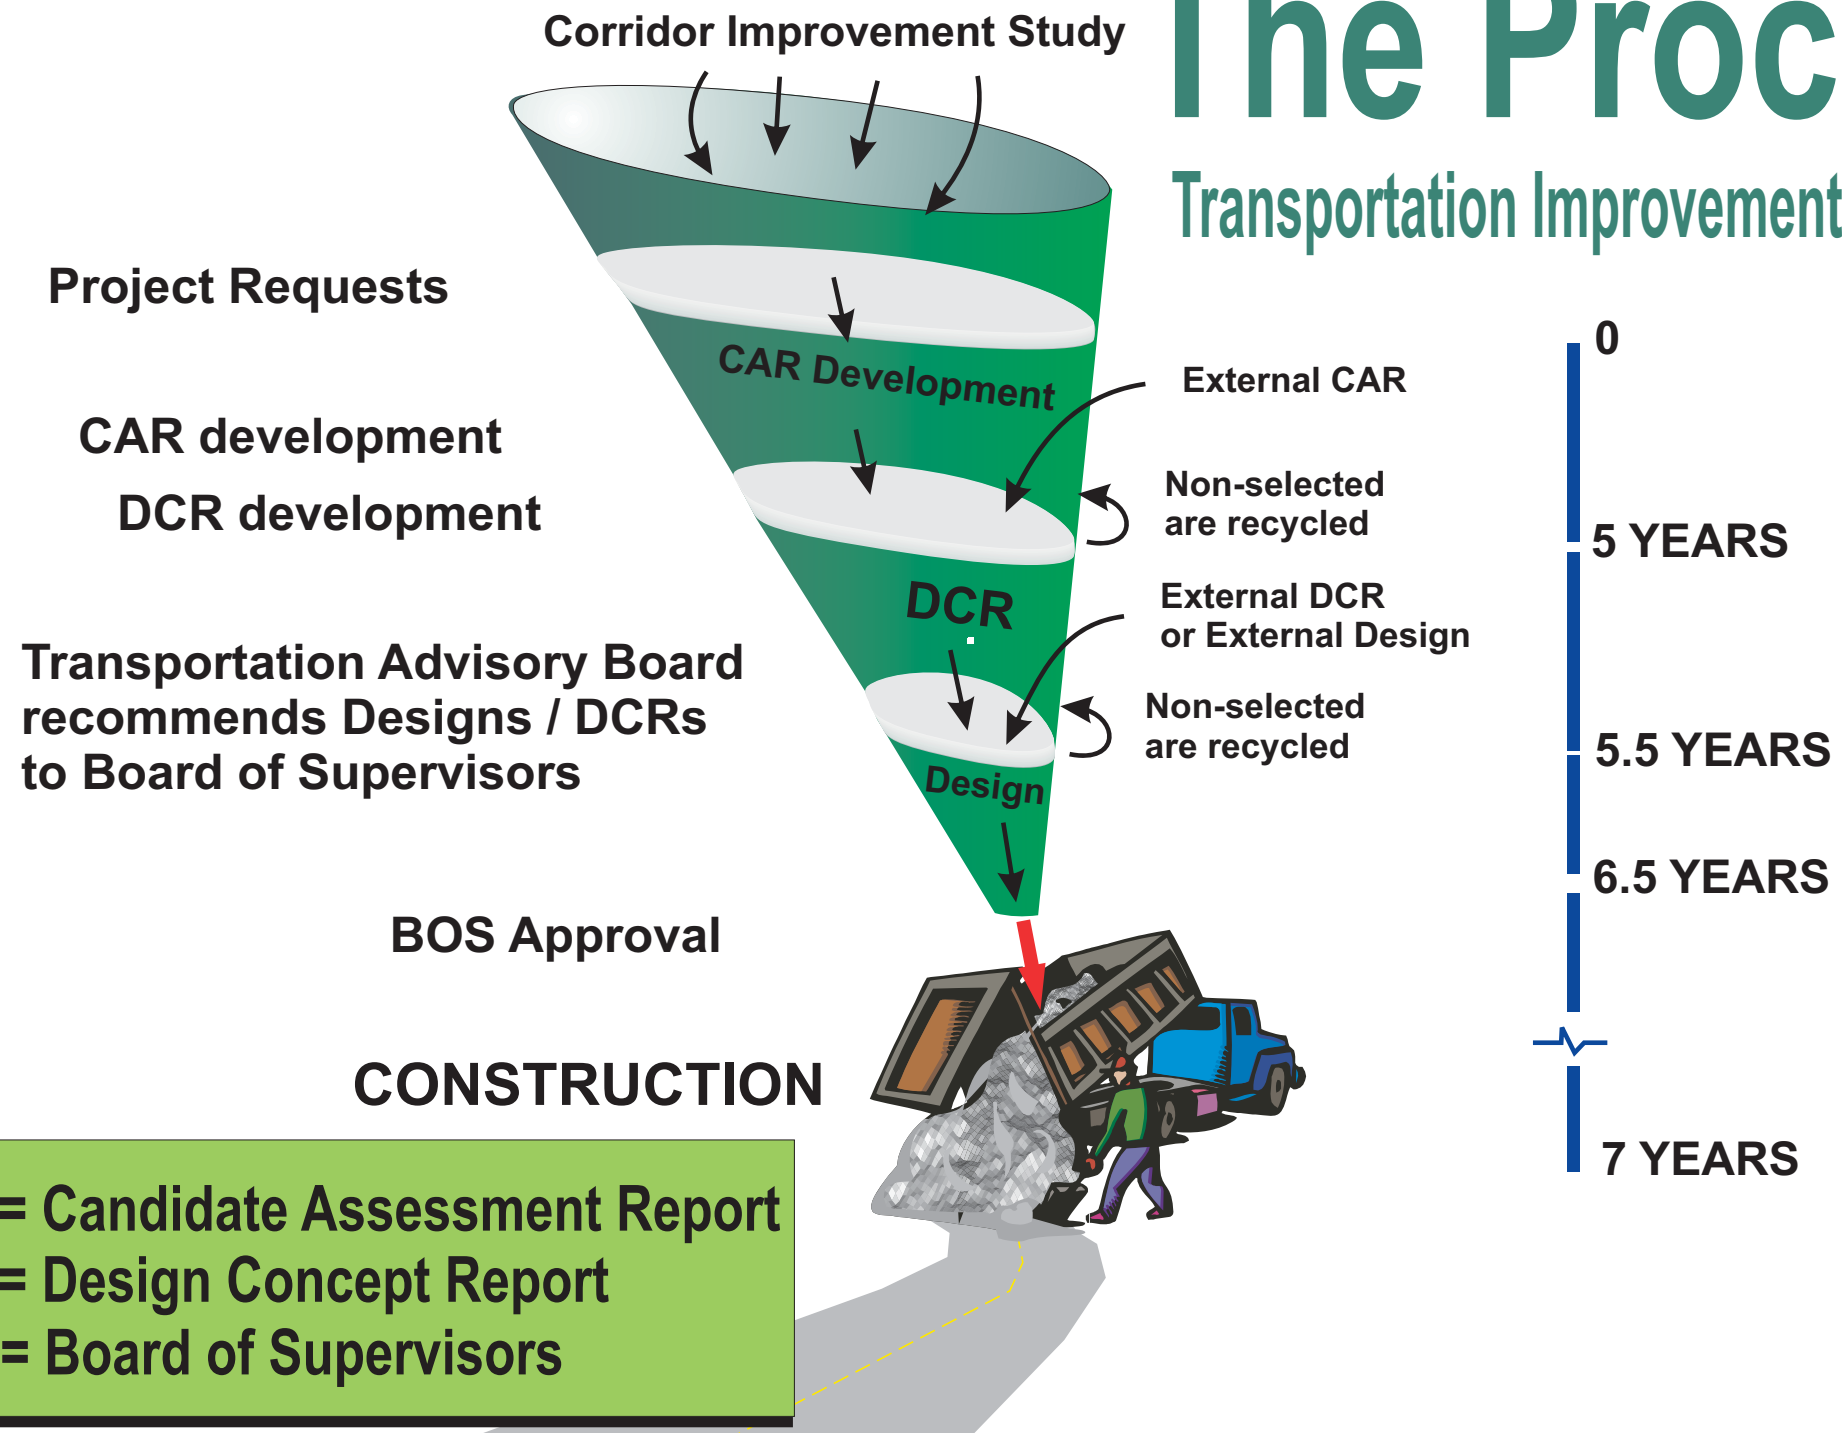 The Proc
Transportation Improvement
Corridor Improvement Study
Project Requests
CAR development
DCR development
Transportation Advisory Board
recommends Designs / DCRs
to Board of Supervisors
BOS Approval
CONSTRUCTION
CAR Development
DCR
Design
External CAR
Non-selected
are recycled
External DCR
or External Design
Non-selected
are recycled
0
5 YEARS
5.5 YEARS
6.5 YEARS
7 YEARS
= Candidate Assessment Report
= Design Concept Report
= Board of Supervisors